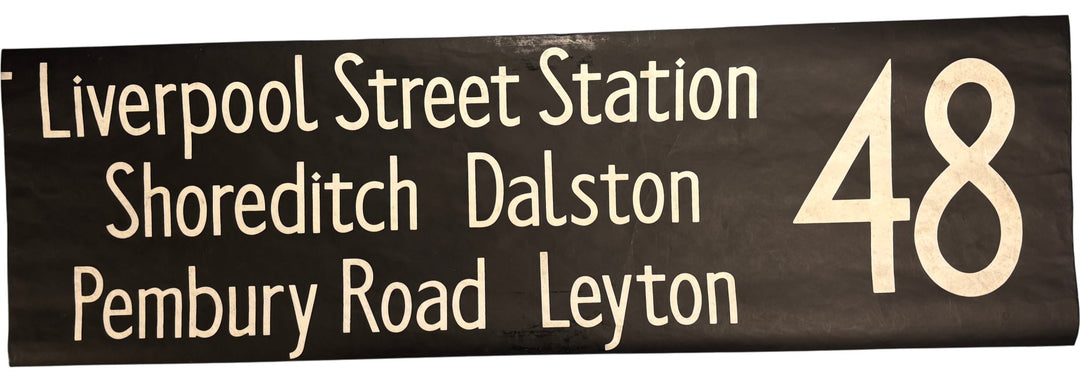 Liverpool Street Station
Shoreditch Dalston
Pembury Road Leyton
48